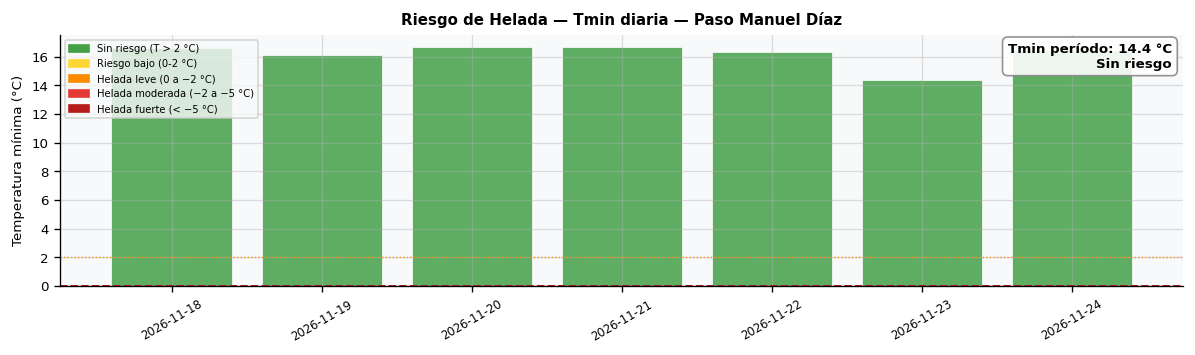 Riesgo de Helada — Tmin diaria — Paso Manuel Díaz
Temperatura mínima (°C)
16
14
12
10
8
6
4
2
0
Sin riesgo (T > 2 °C)
Riesgo bajo (0-2 °C)
Helada leve (0 a −2 °C)
Helada moderada (−2 a −5 °C)
Helada fuerte (< −5 °C)
Tmin período: 14.4 °C
Sin riesgo
2026-11-18
2026-11-19
2026-11-20
2026-11-21
2026-11-22
2026-11-23
2026-11-24